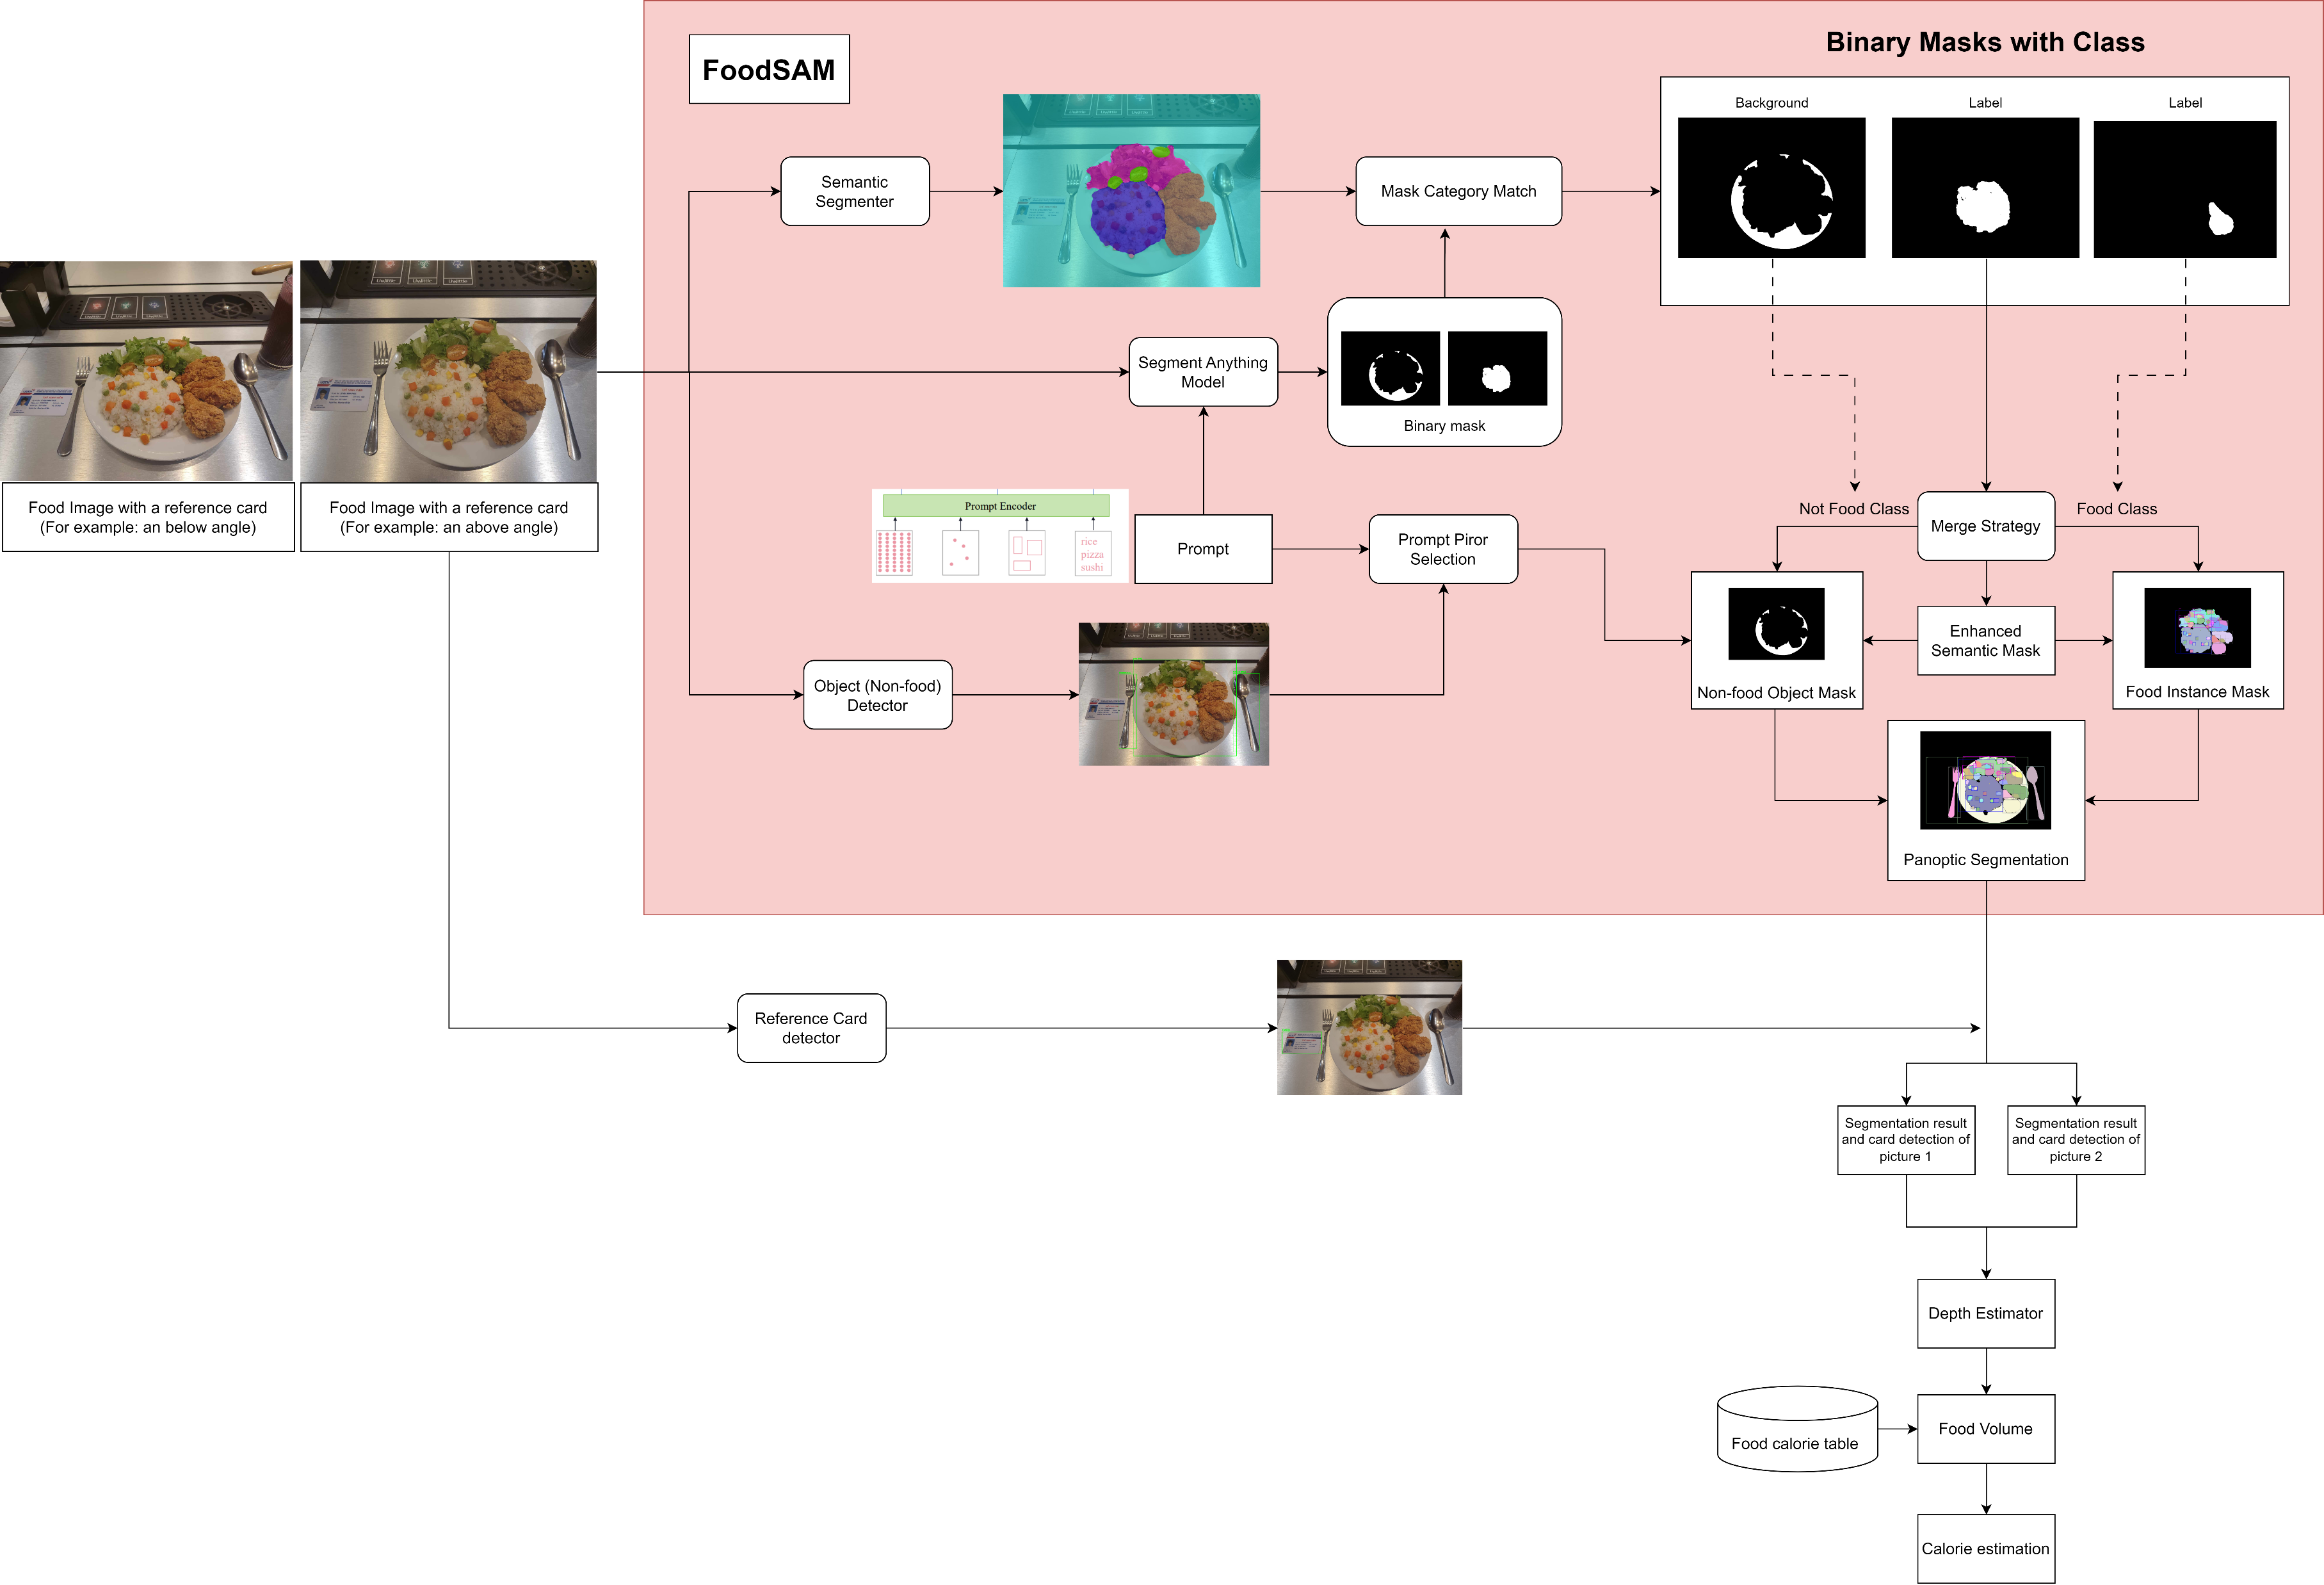 Binary Masks with Class
FoodSAM
Background
Label
Label
Semantic
Segmenter
Mask Category Match
Segment Anything
Model
Binary mask
Food Image with a reference card
(For example: an below angle)
Food Image with a reference card
(For example: an above angle)
Prompt Encoder
rice
pizza
sushi
Prompt
Prompt Piror
Selection
Not Food Class
Merge Strategy
Food Class
Enhanced
Semantic Mask
Non-food Object Mask
Food Instance Mask
Object (Non-food)
Detector
Panoptic Segmentation
Reference Card
detector
Segmentation result
and card detection of
picture 1
Segmentation result
and card detection of
picture 2
Depth Estimator
Food calorie table
Food Volume
Calorie estimation